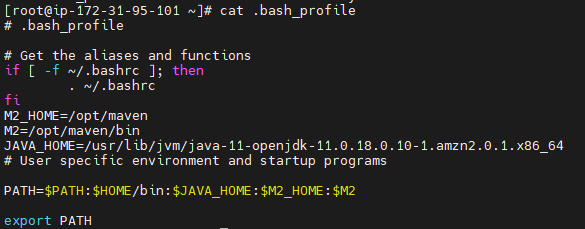 [root@ip-172-31-95-101 ~]# cat .bash_profile
# .bash_profile

# Get the aliases and functions
if [ -f ~/.bashrc ]; then
        . ~/.bashrc
fi
M2_HOME=/opt/maven
M2=/opt/maven/bin
JAVA_HOME=/usr/lib/jvm/java-11-openjdk-11.0.18.0.10-1.amzn2.0.1.x86_64
# User specific environment and startup programs

PATH=$PATH:$HOME/bin:$JAVA_HOME:$M2_HOME:$M2

export PATH